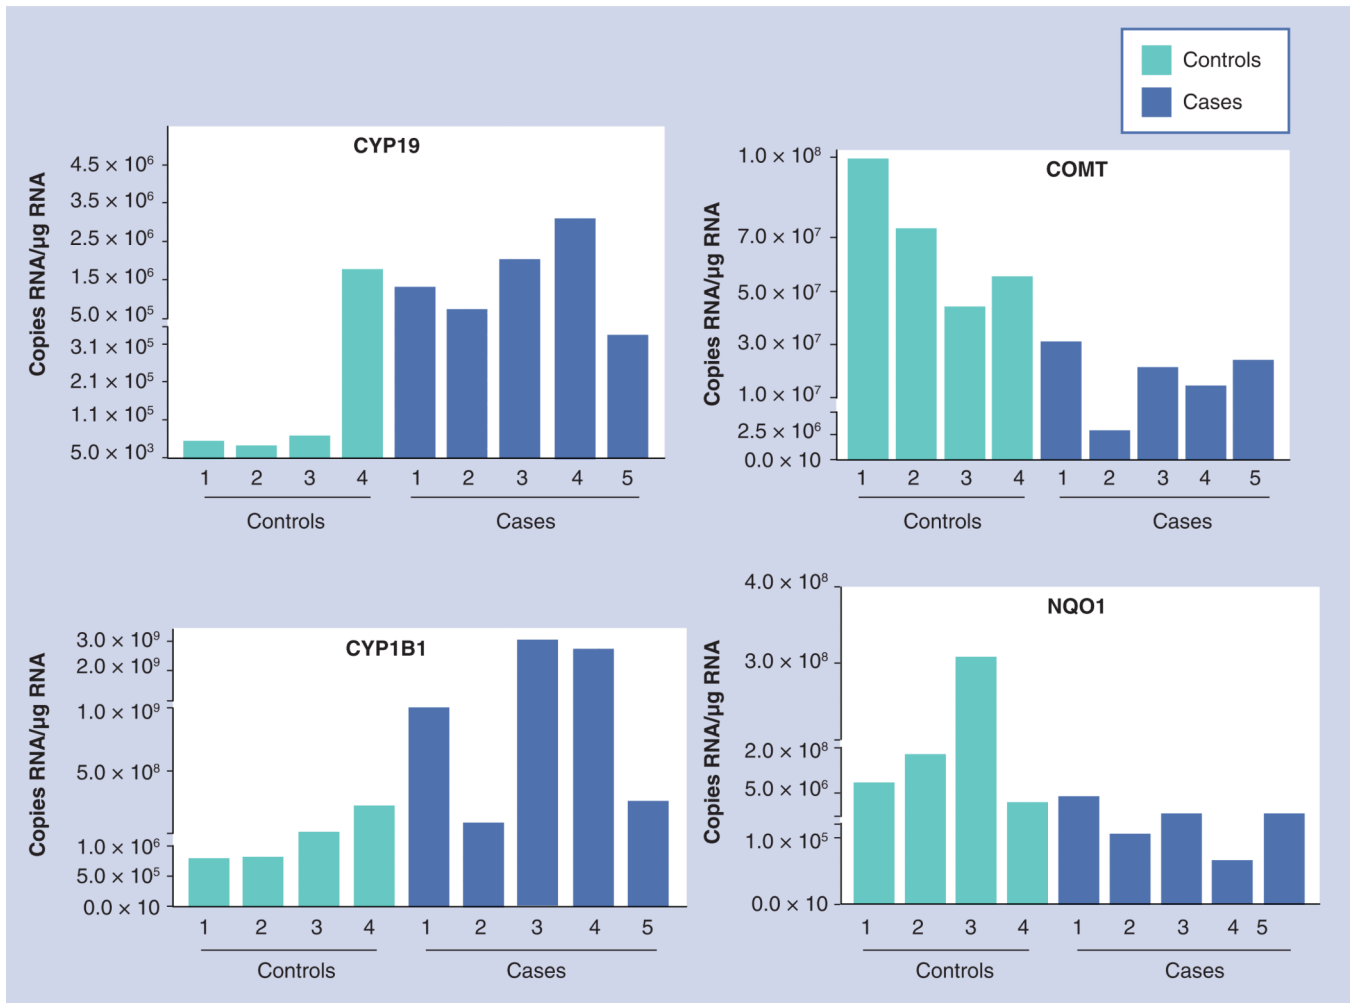 Controls
Cases
CYP19
Copies RNA/µg RNA
4.5 × 10⁶
3.5 × 10⁶
2.5 × 10⁶
1.5 × 10⁶
5.0 × 10⁵
3.1 × 10⁵
2.1 × 10⁵
1.1 × 10⁵
5.0 × 10³
1 2 3 4 1 2 3 4 5
Controls Cases
COMT
Copies RNA/µg RNA
1.0 × 10⁸
7.0 × 10⁷
5.0 × 10⁷
3.0 × 10⁷
1.0 × 10⁷
2.5 × 10⁶
0.0 × 10
1 2 3 4 1 2 3 4 5
Controls Cases
CYP1B1
Copies RNA/µg RNA
3.0 × 10⁹
2.0 × 10⁹
1.0 × 10⁹
5.0 × 10⁸
1.0 × 10⁶
5.0 × 10⁵
0.0 × 10
1 2 3 4 1 2 3 4 5
Controls Cases
NQO1
Copies RNA/µg RNA
4.0 × 10⁸
3.0 × 10⁸
2.0 × 10⁸
5.0 × 10⁶
1.0 × 10⁵
0.0 × 10
1 2 3 4 1 2 3 4 5
Controls Cases